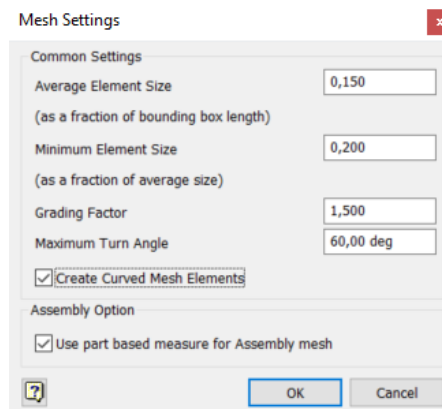 Mesh Settings
Common Settings
Average Element Size
0,150
(as a fraction of bounding box length)
Minimum Element Size
0,200
(as a fraction of average size)
Grading Factor
1,500
Maximum Turn Angle
60,00 deg
Create Curved Mesh Elements
Assembly Option
Use part based measure for Assembly mesh
?
OK
Cancel